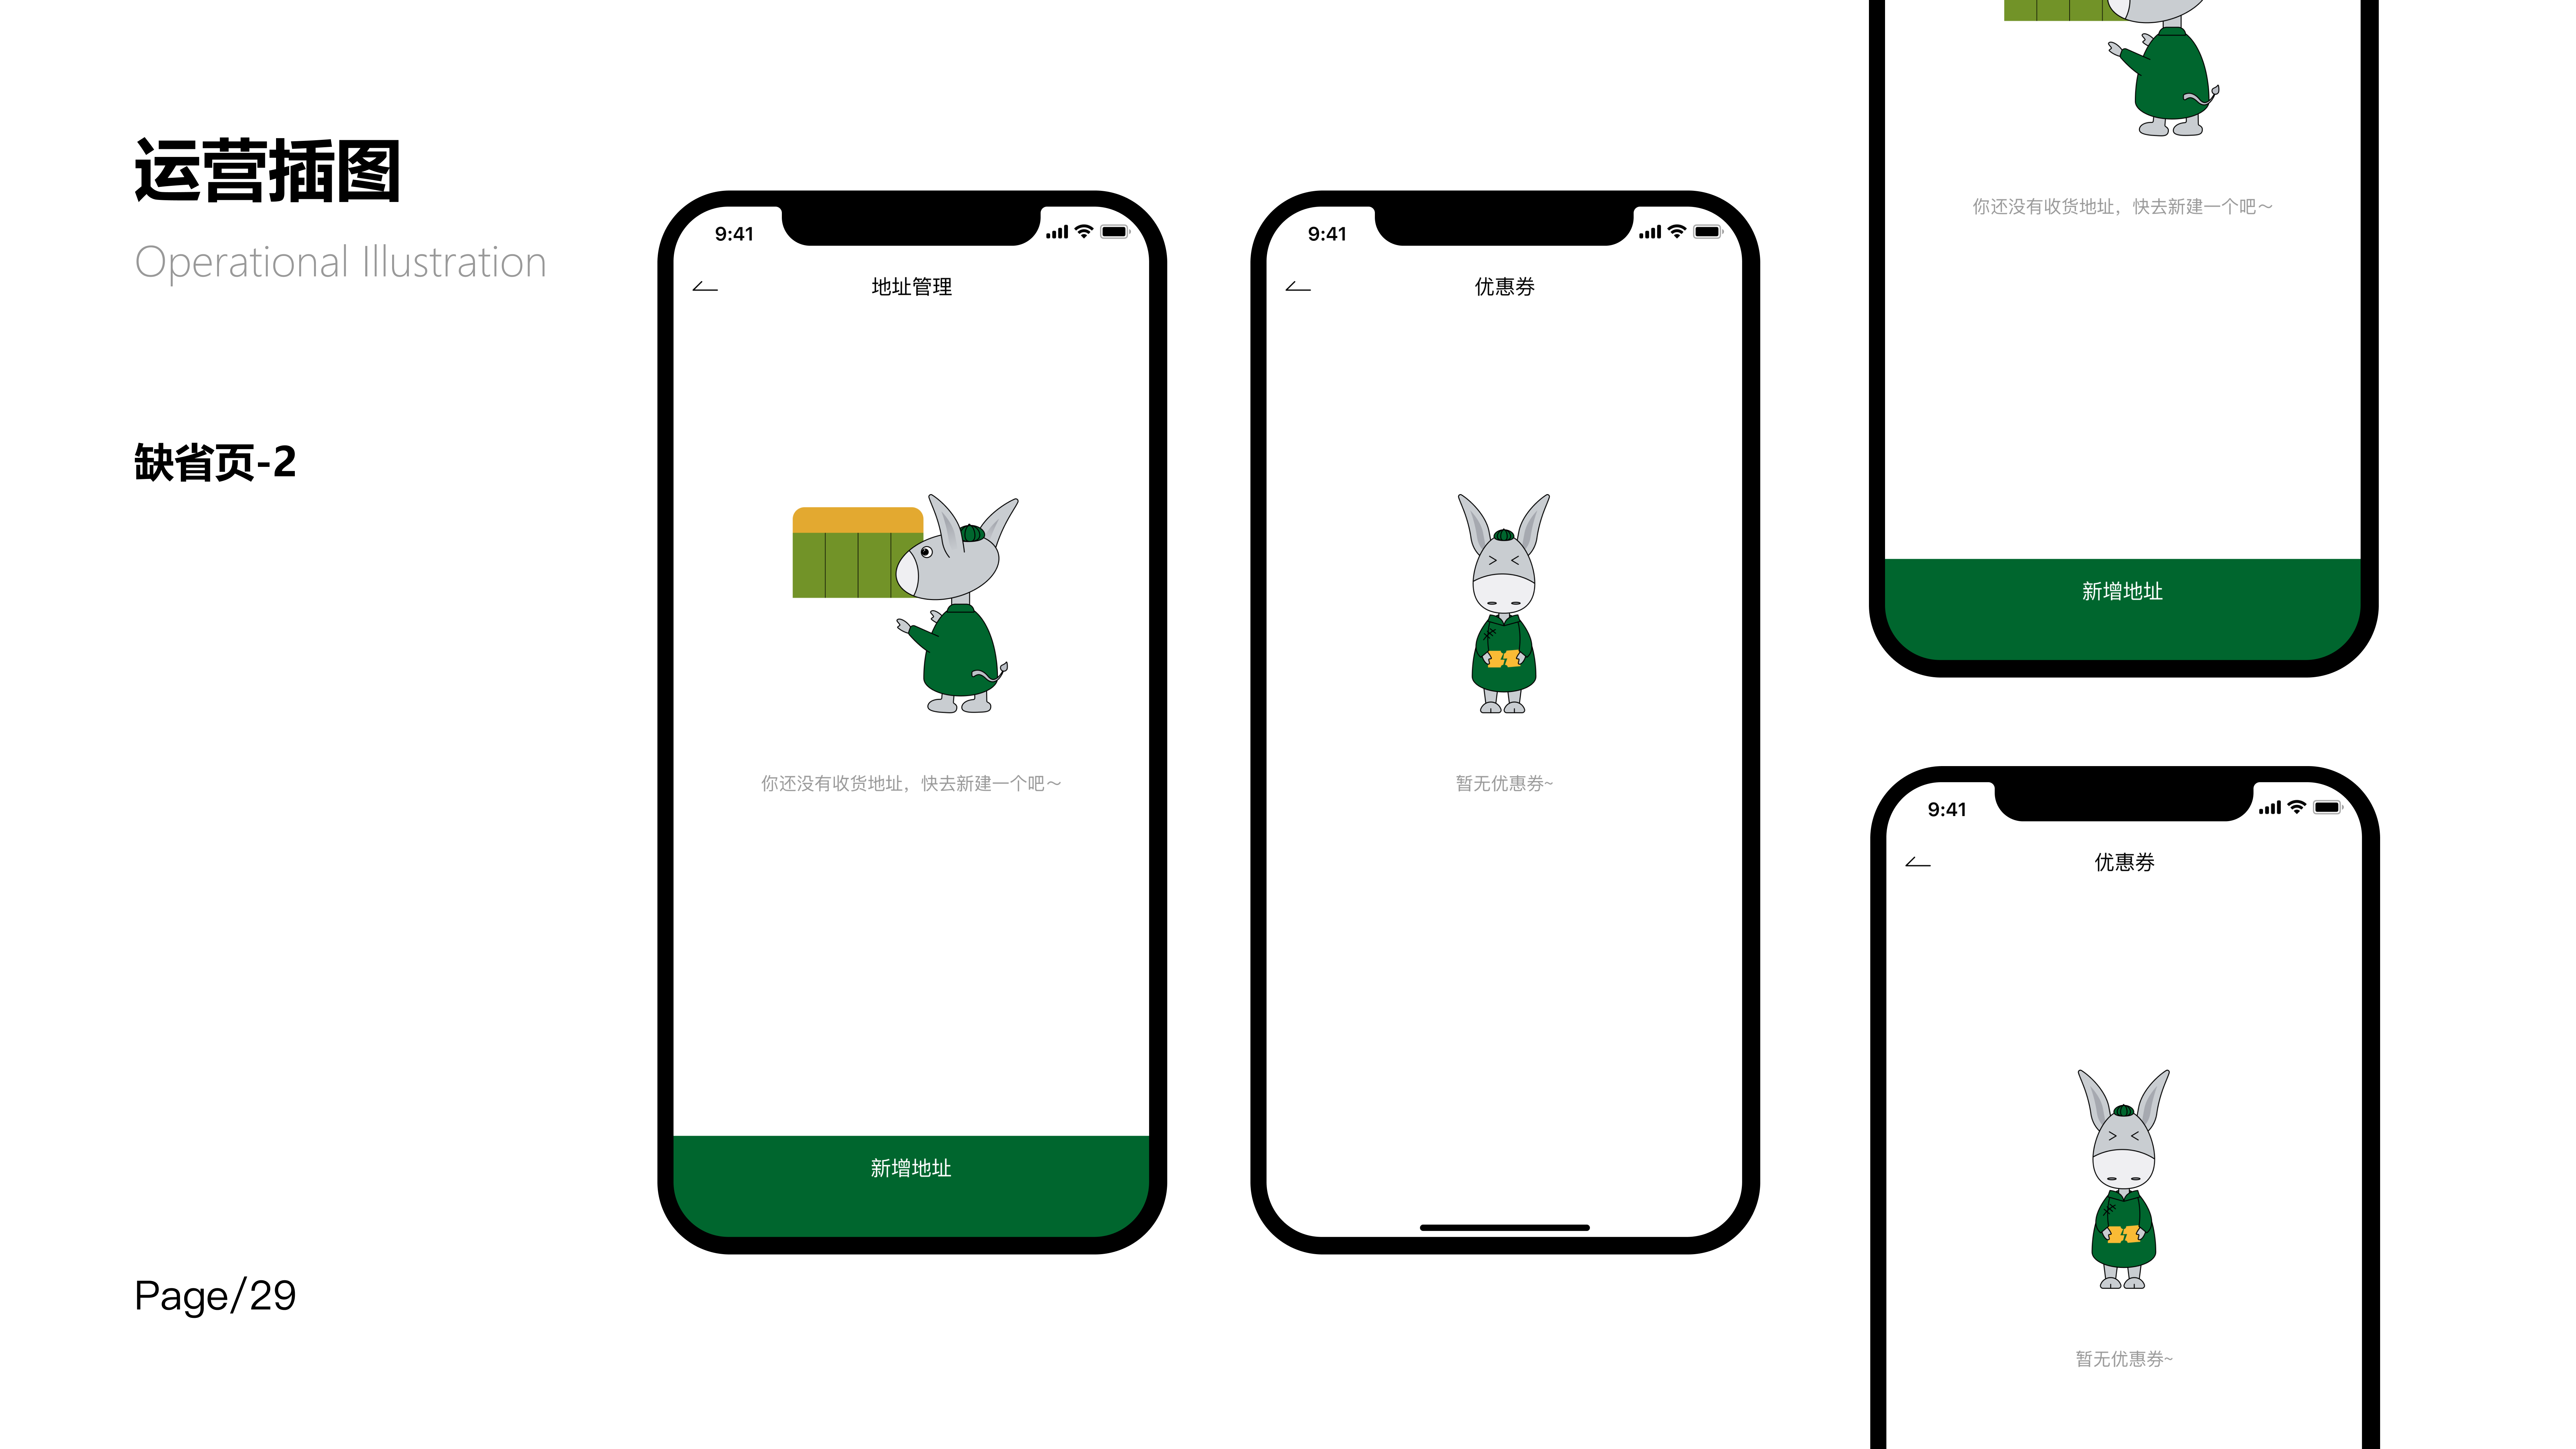 运营插图
Operational Illustration
缺省页-2
Page/29
9:41
地址管理
你还没有收货地址，快去新建一个吧～
新增地址
9:41
优惠券
暂无优惠券~
你还没有收货地址，快去新建一个吧～
新增地址
9:41
优惠券
暂无优惠券~